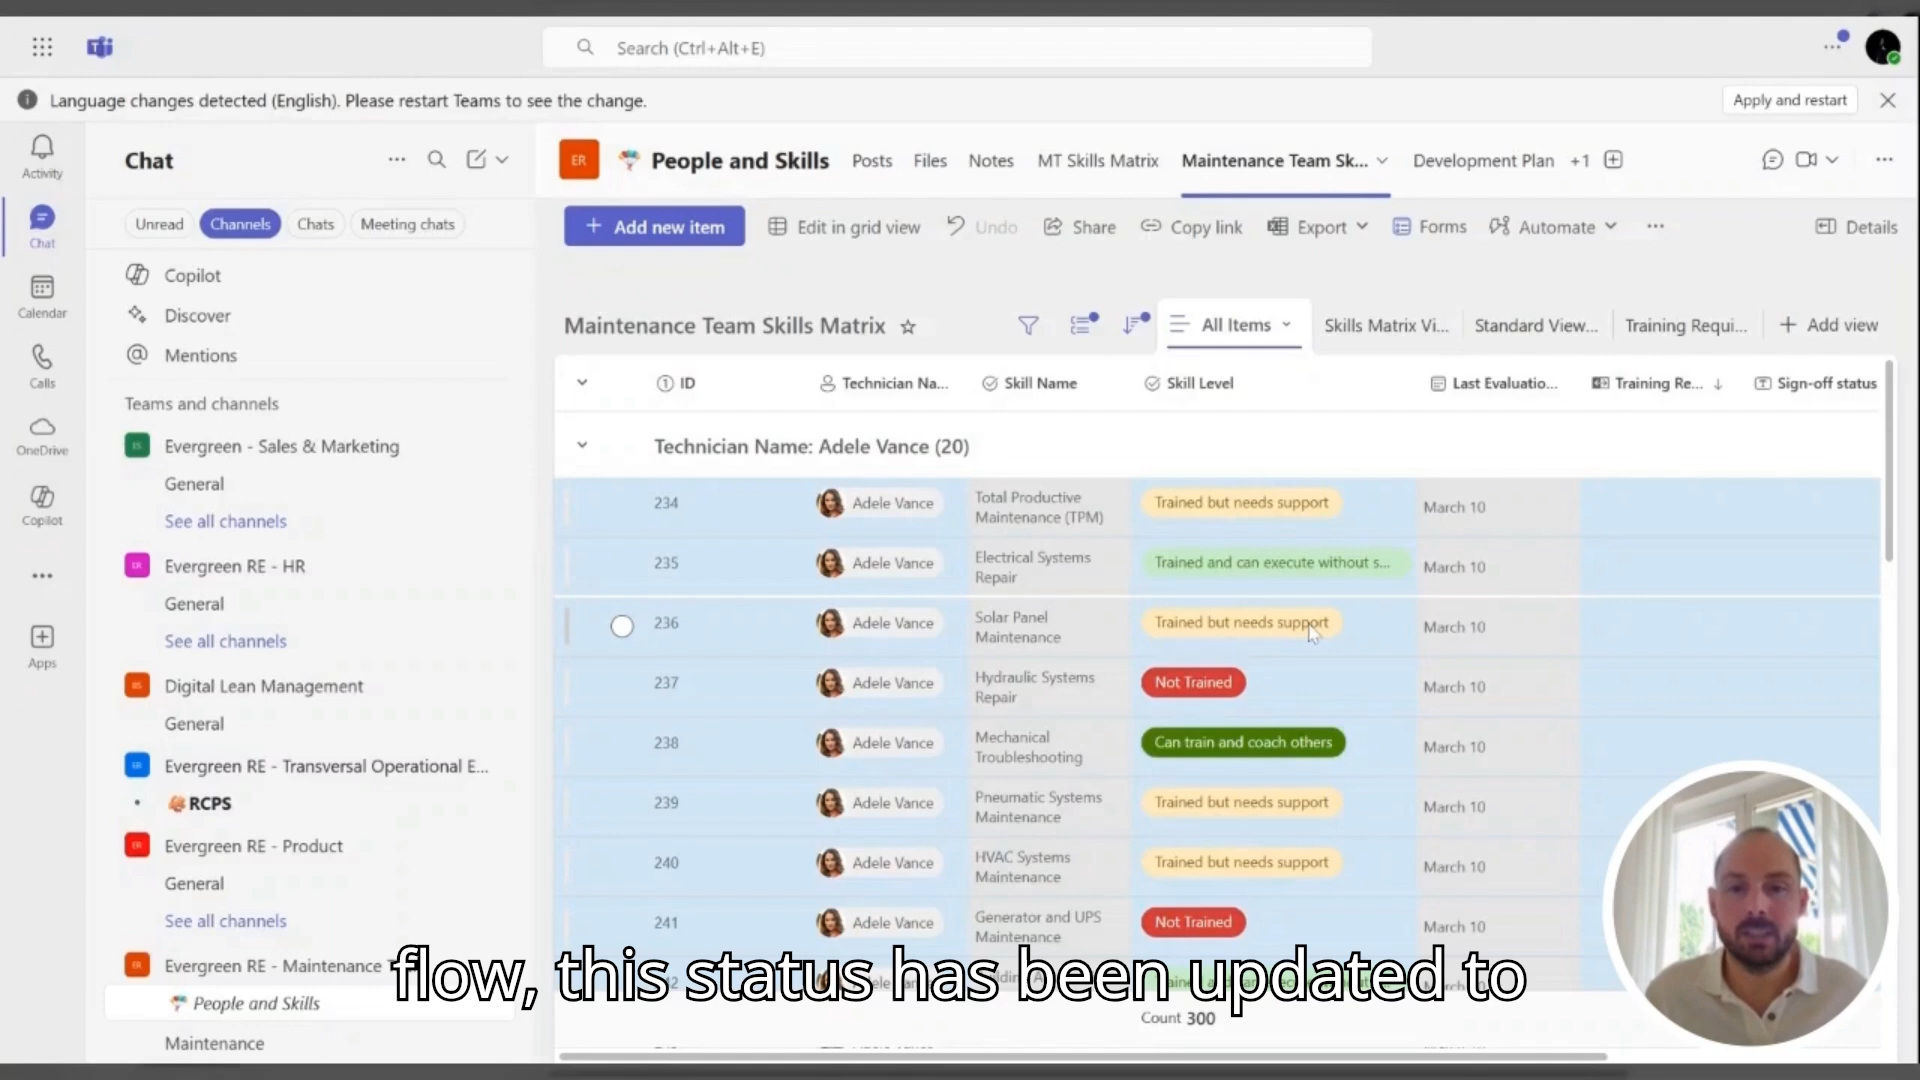 Search (Ctrl+Alt+E)
Language changes detected (English). Please restart Teams to see the change.
Apply and restart
Activity
Chat
Calendar
Calls
OneDrive
Copilot
Apps
Chat
Unread
Channels
Chats
Meeting chats
Copilot
Discover
Mentions
Teams and channels
Evergreen - Sales & Marketing
General
See all channels
Evergreen RE - HR
General
See all channels
Digital Lean Management
General
Evergreen RE - Transversal Operational E...
RCPS
Evergreen RE - Product
General
See all channels
Evergreen RE - Maintenance
People and Skills
Maintenance
ER People and Skills Posts Files Notes MT Skills Matrix Maintenance Team Sk... Development Plan +1
Add new item Edit in grid view Undo Share Copy link Export Forms Automate ... Details
Maintenance Team Skills Matrix All Items Skills Matrix Vi... Standard View... Training Requi... Add view
ID Technician Na... Skill Name Skill Level Last Evaluatio... Training Re... Sign-off status
Technician Name: Adele Vance (20)
234 Adele Vance Total Productive Maintenance (TPM) Trained but needs support March 10
235 Adele Vance Electrical Systems Repair Trained and can execute without s... March 10
236 Adele Vance Solar Panel Maintenance Trained but needs support March 10
237 Adele Vance Hydraulic Systems Repair Not Trained March 10
238 Adele Vance Mechanical Troubleshooting Can train and coach others March 10
239 Adele Vance Pneumatic Systems Maintenance Trained but needs support March 10
240 Adele Vance HVAC Systems Maintenance Trained but needs support March 10
241 Adele Vance Generator and UPS Maintenance Not Trained March 10
flow, this status has been updated to
Count 300